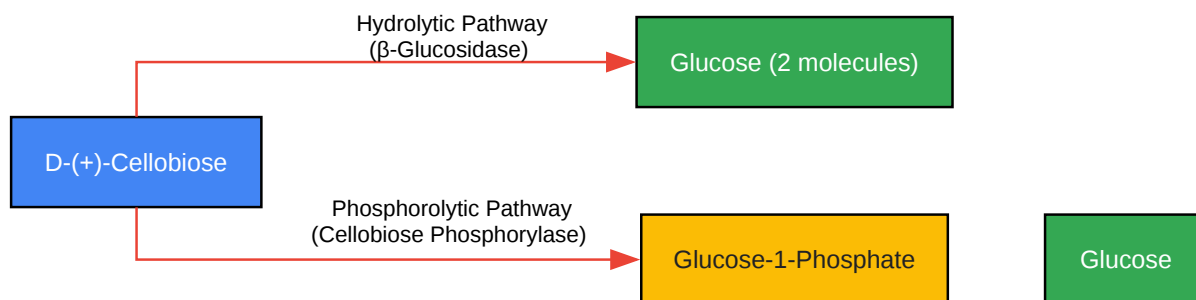 Hydrolytic Pathway
(β-Glucosidase)
Glucose (2 molecules)
D-(+)-Cellobiose
Phosphorolytic Pathway
(Cellobiose Phosphorylase)
Glucose-1-Phosphate
Glucose